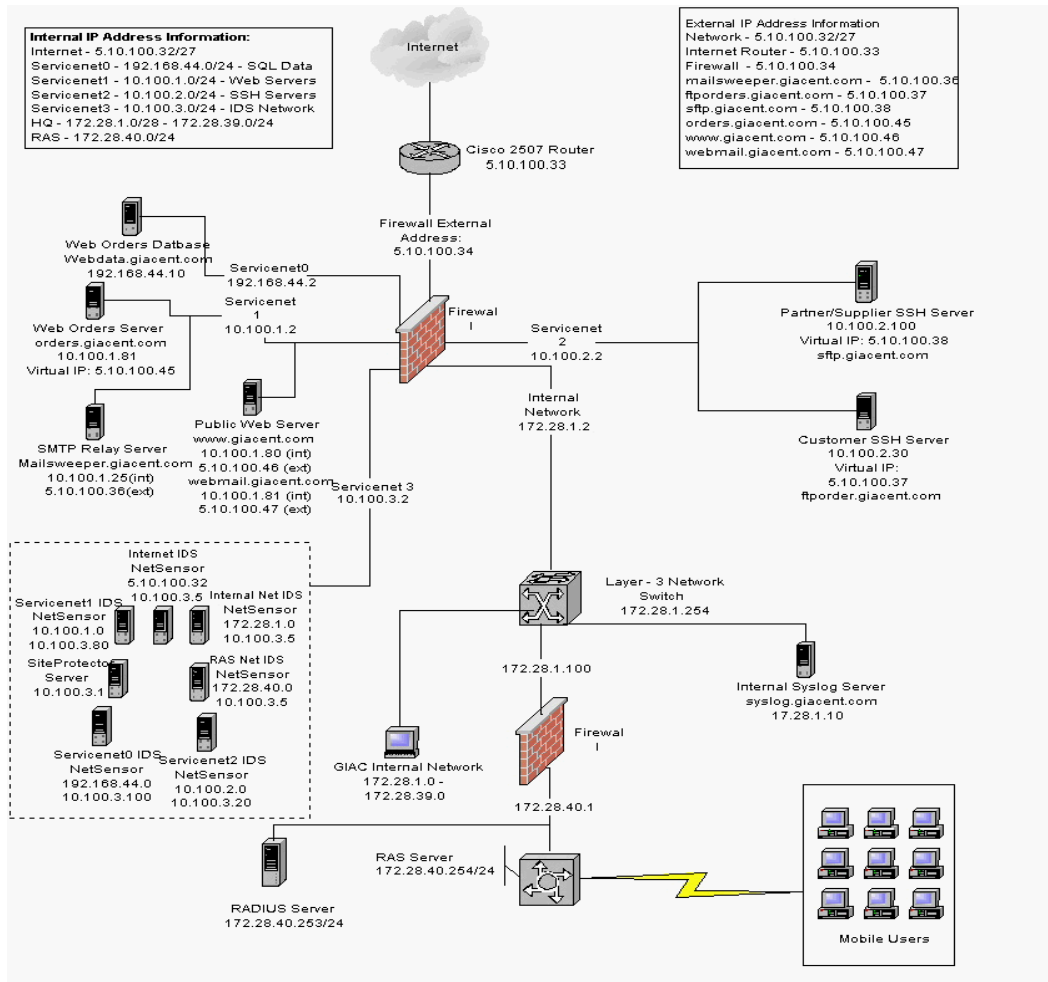 Internal IP Address Information:
Internet - 5.10.100.32/27
Servicenet0 - 192.168.44.0/24 - SQL Data
Servicenet1 - 10.100.1.0/24 - Web Servers
Servicenet2 - 10.100.2.0/24 - SSH Servers
Servicenet3 - 10.100.3.0/24 - IDS Network
HQ - 172.28.1.0/28 - 172.28.39.0/24
RAS - 172.28.40.0/24
Internet
External IP Address Information
Network - 5.10.100.32/27
Internet Router - 5.10.100.33
Firewall - 5.10.100.34
mailsweeper.giacent.com - 5.10.100.36
ftporders.giacent.com - 5.10.100.37
sftp.giacent.com - 5.10.100.38
orders.giacent.com - 5.10.100.45
www.giacent.com - 5.10.100.46
webmail.giacent.com - 5.10.100.47
Cisco 2507 Router
5.10.100.33
Firewall External
Address:
5.10.100.34
Web Orders Datbase
Webdata.giacent.com
192.168.44.10
Servicenet0
192.168.44.2
Servicenet
1
10.100.1.2
Web Orders Server
orders.giacent.com
10.100.1.81
Virtual IP: 5.10.100.45
Firewal
l
Servicenet
2
10.100.2.2
Partner/Supplier SSH Server
10.100.2.100
Virtual IP: 5.10.100.38
sftp.giacent.com
Internal
Network
172.28.1.2
SMTP Relay Server
Mailsweeper.giacent.com
10.100.1.25(int)
5.10.100.36(ext)
Public Web Server
www.giacent.com
10.100.1.80 (int)
5.10.100.46 (ext)
webmail.giacent.com
10.100.1.81 (int)
5.10.100.47 (ext)
Servicenet 3
10.100.3.2
Customer SSH Server
10.100.2.30
Virtual IP:
5.10.100.37
ftporder.giacent.com
Internet IDS
NetSensor
5.10.100.32
10.100.3.5
Servicenet1 IDS
NetSensor
10.100.1.0
10.100.3.80
Internal Net IDS
NetSensor
172.28.1.0
10.100.3.5
SiteProtector
Server
10.100.3.1
RAS Net IDS
NetSensor
172.28.40.0
10.100.3.5
Servicenet0 IDS
NetSensor
192.168.44.0
10.100.3.100
Servicenet2 IDS
NetSensor
10.100.2.0
10.100.3.20
Layer - 3 Network
Switch
172.28.1.254
172.28.1.100
Internal Syslog Server
syslog.giacent.com
17.28.1.10
GIAC Internal Network
172.28.1.0 -
172.28.39.0
Firewal
l
172.28.40.1
RAS Server
172.28.40.254/24
RADIUS Server
172.28.40.253/24
Mobile Users